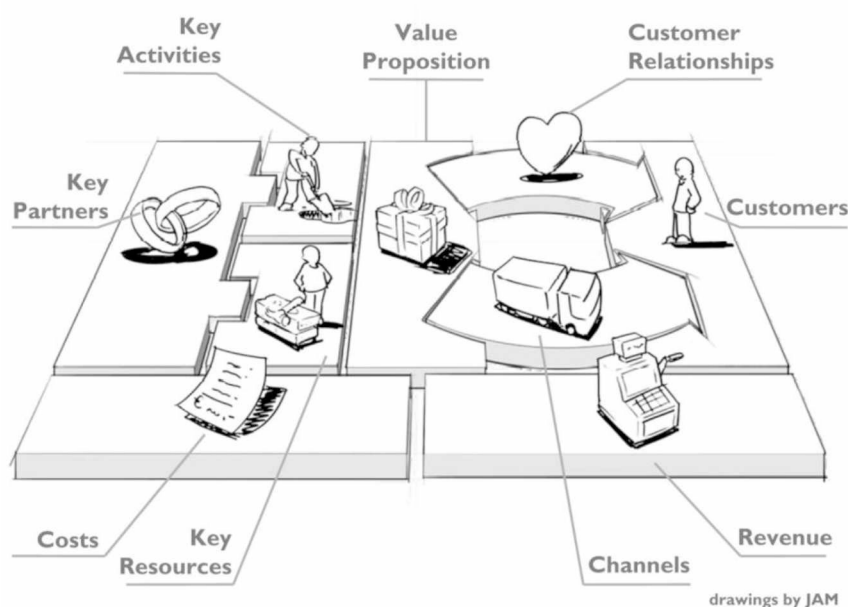 Key
Activities
Value
Proposition
Customer
Relationships
Key
Partners
Customers
Costs
Key
Resources
Channels
Revenue
drawings by JAM